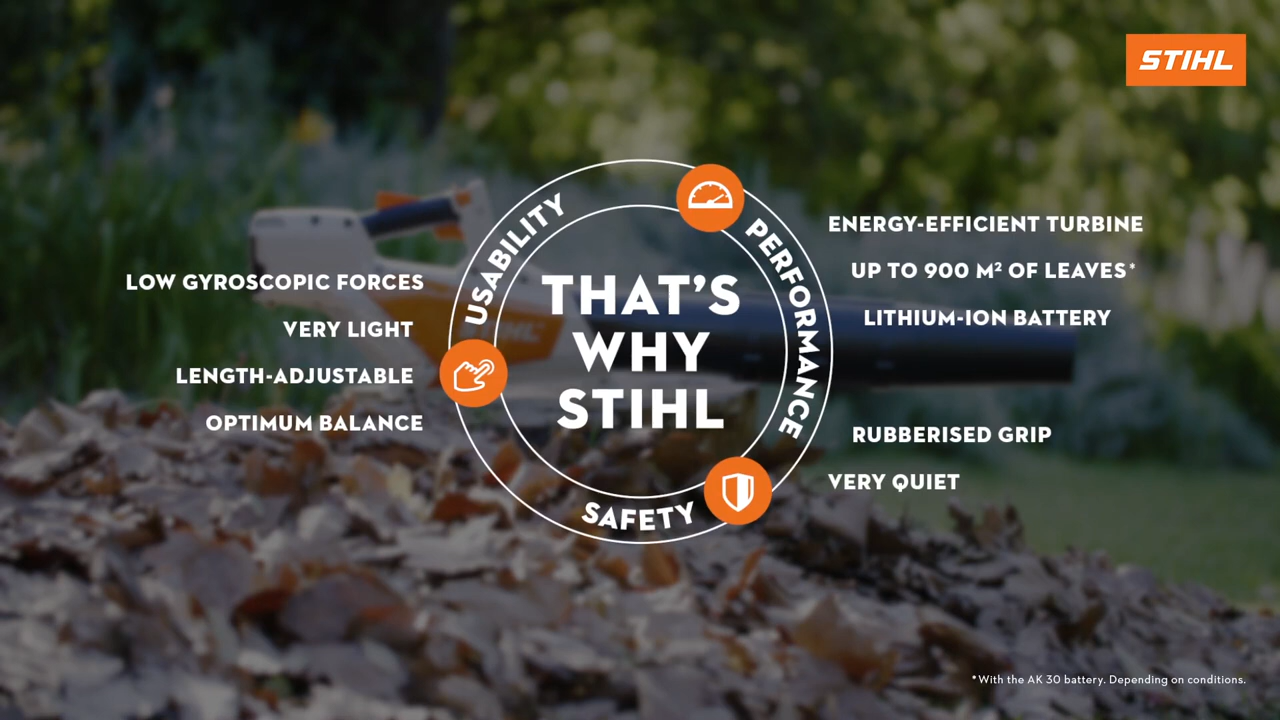 STIHL
USABILITY
LOW GYROSCOPIC FORCES
VERY LIGHT
LENGTH-ADJUSTABLE
OPTIMUM BALANCE
THAT'S
WHY
STIHL
PERFORMANCE
ENERGY-EFFICIENT TURBINE
UP TO 900 M² OF LEAVES*
LITHIUM-ION BATTERY
SAFETY
RUBBERISED GRIP
VERY QUIET
STIHL
*With the AK 30 battery. Depending on conditions.